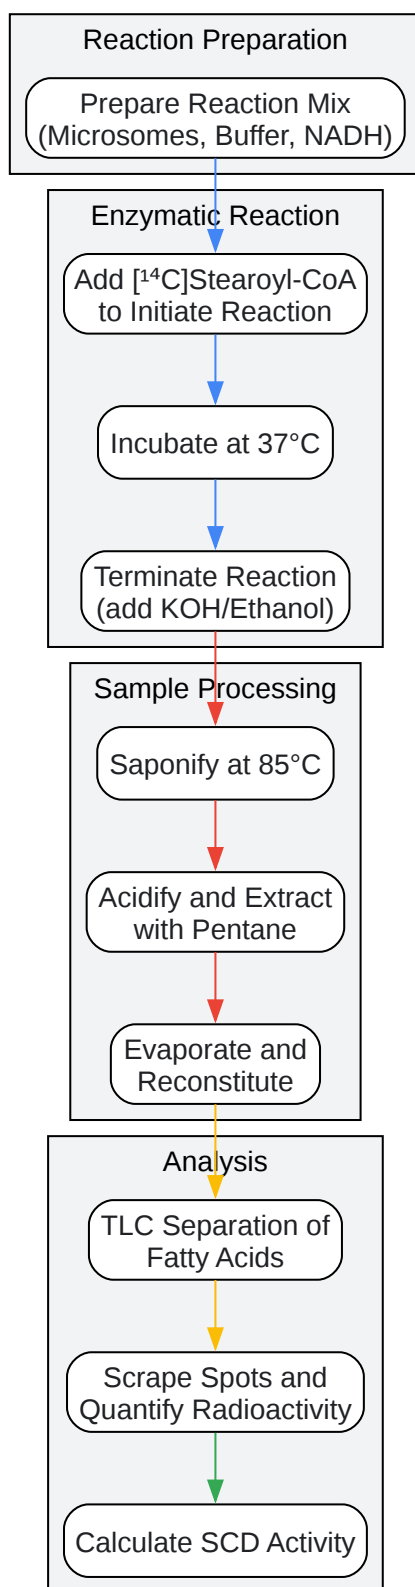 Reaction Preparation
Prepare Reaction Mix
(Microsomes, Buffer, NADH)
Enzymatic Reaction
Add [¹⁴C]Stearoyl-CoA
to Initiate Reaction
Incubate at 37°C
Terminate Reaction
(add KOH/Ethanol)
Sample Processing
Saponify at 85°C
Acidify and Extract
with Pentane
Evaporate and
Reconstitute
Analysis
TLC Separation of
Fatty Acids
Scrape Spots and
Quantify Radioactivity
Calculate SCD Activity